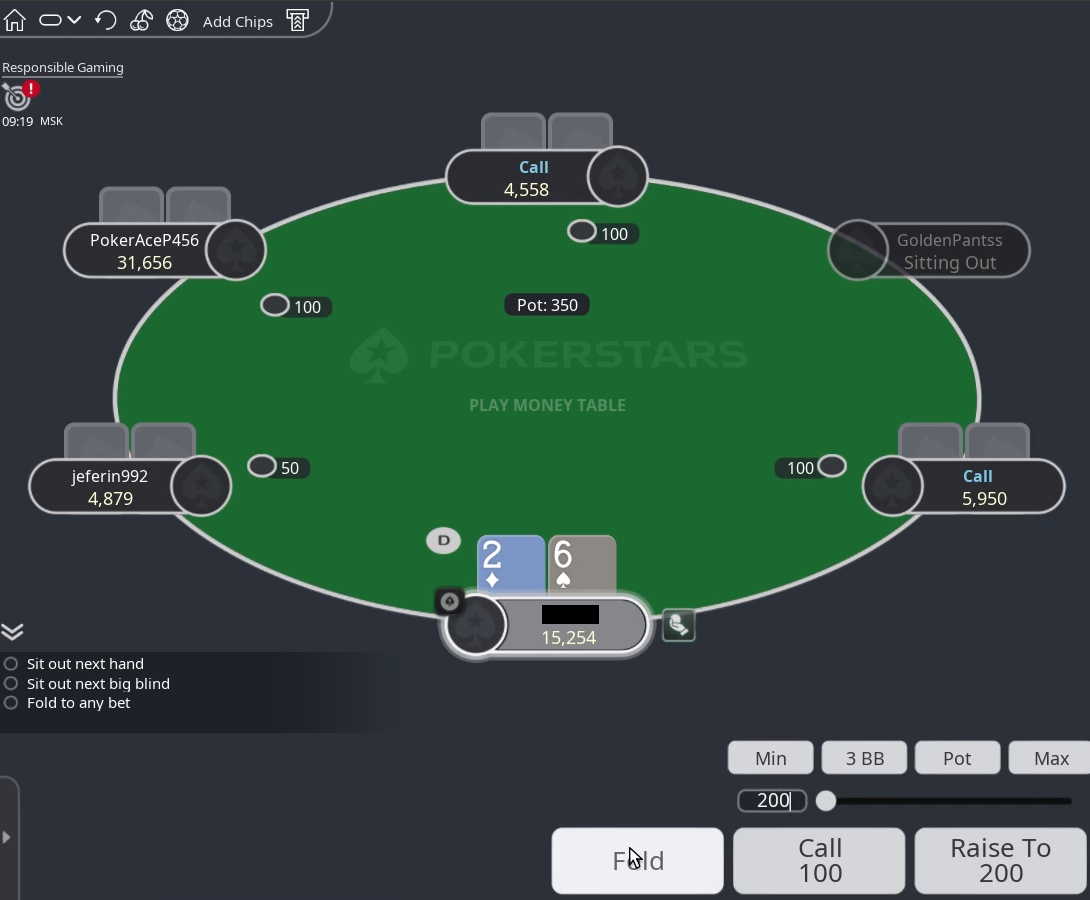 Add Chips
Responsible Gaming
!
09:19 MSK
Call
4,558
100
PokerAceP456
31,656
100
GoldenPantss
Sitting Out
Pot: 350
POKERSTARS
PLAY MONEY TABLE
jeferin992
4,879
50
100
Call
5,950
D
2 6
15,254
Sit out next hand
Sit out next big blind
Fold to any bet
Min 3 BB Pot Max
200
Fold
Call
100
Raise To
200